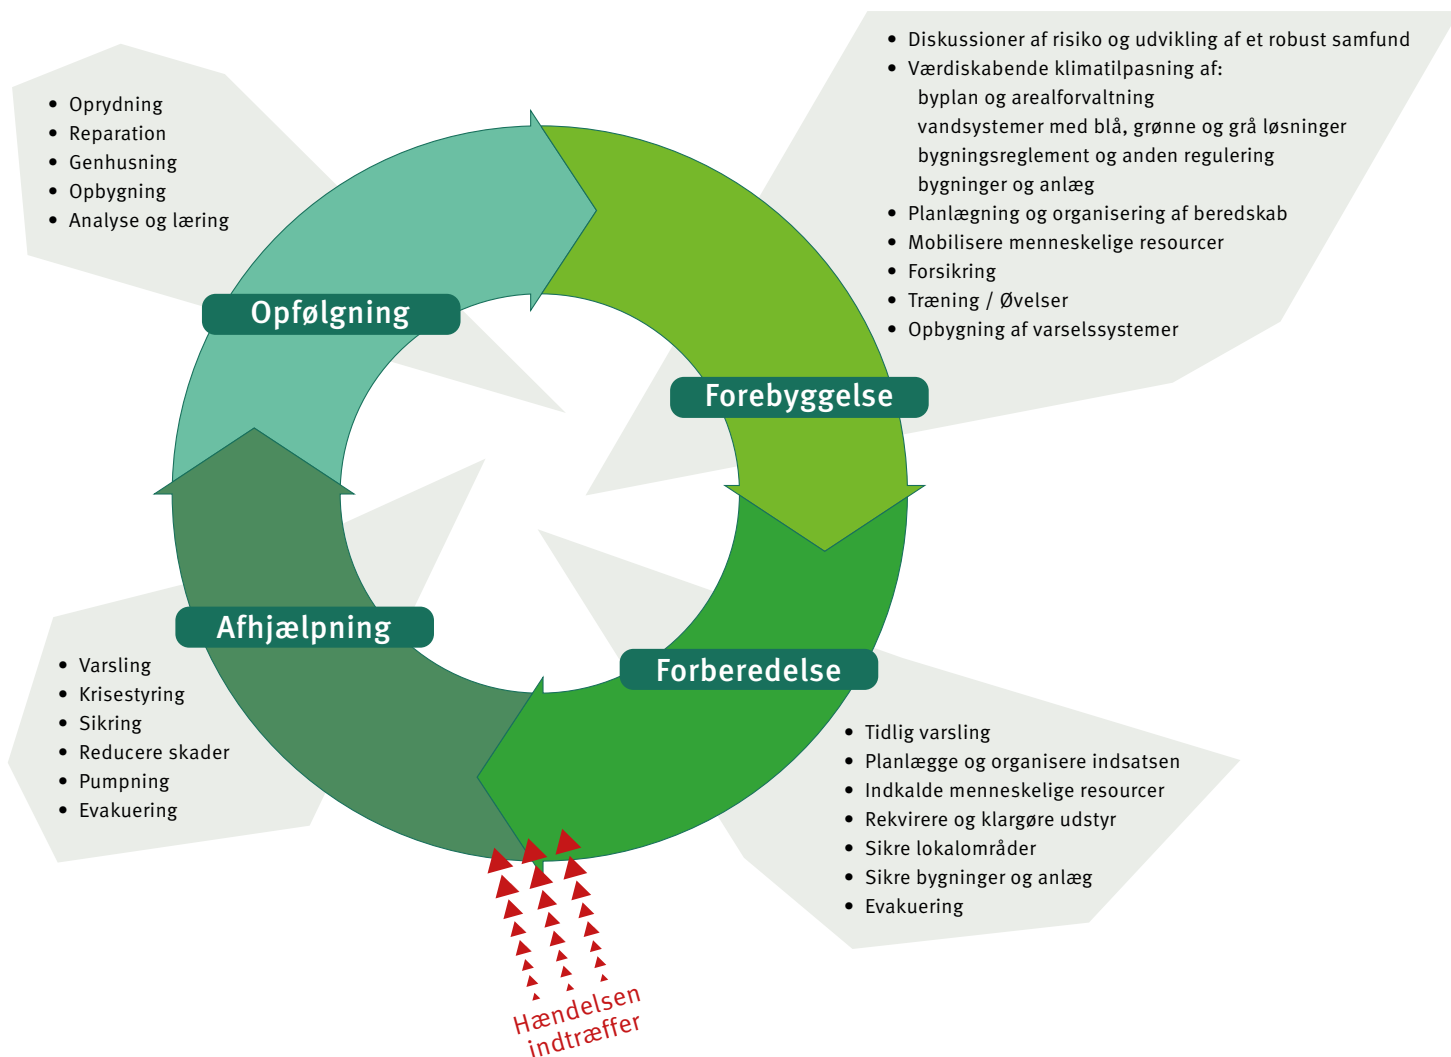 • Oprydning
• Reparation
• Genhusning
• Opbygning
• Analyse og læring
Opfølgning
• Diskussioner af risiko og udvikling af et robust samfund
• Værdiskabende klimatilpasning af:
byplan og arealforvaltning
vandsystemer med blå, grønne og grå løsninger
bygningsreglement og anden regulering
bygninger og anlæg
• Planlægning og organisering af beredskab
• Mobilisere menneskelige resourcer
• Forsikring
• Træning / Øvelser
• Opbygning af varselssystemer
Forebyggelse
Afhjælpning
• Varsling
• Krisestyring
• Sikring
• Reducere skader
• Pumpning
• Evakuering
Forberedelse
• Tidlig varsling
• Planlægge og organisere indsatsen
• Indkalde menneskelige resourcer
• Rekvirere og klargøre udstyr
• Sikre lokalområder
• Sikre bygninger og anlæg
• Evakuering
Hændelsen
indtræffer